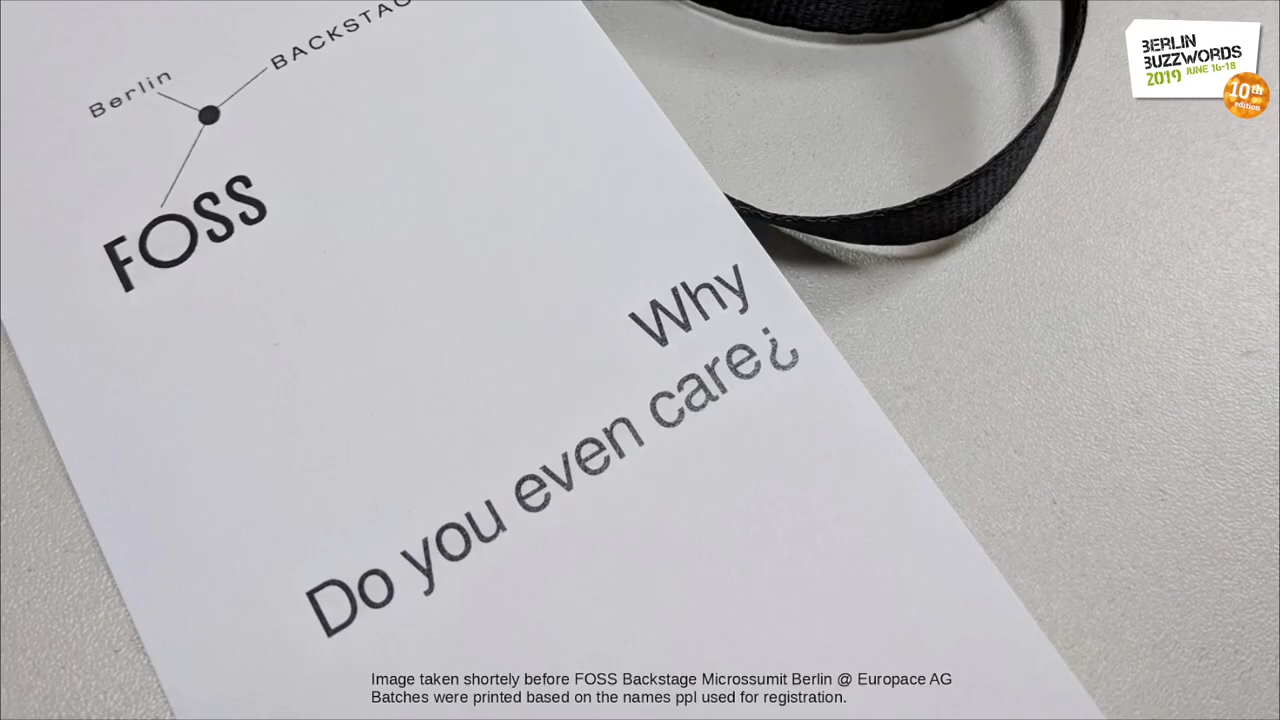 Berlin
BACKSTAG
FOSS
Why
Do you even care¿
BERLIN
BUZZWORDS
2019 JUNE 16-18
10th
edition
Image taken shortely before FOSS Backstage Microssumit Berlin @ Europace AG
Batches were printed based on the names ppl used for registration.